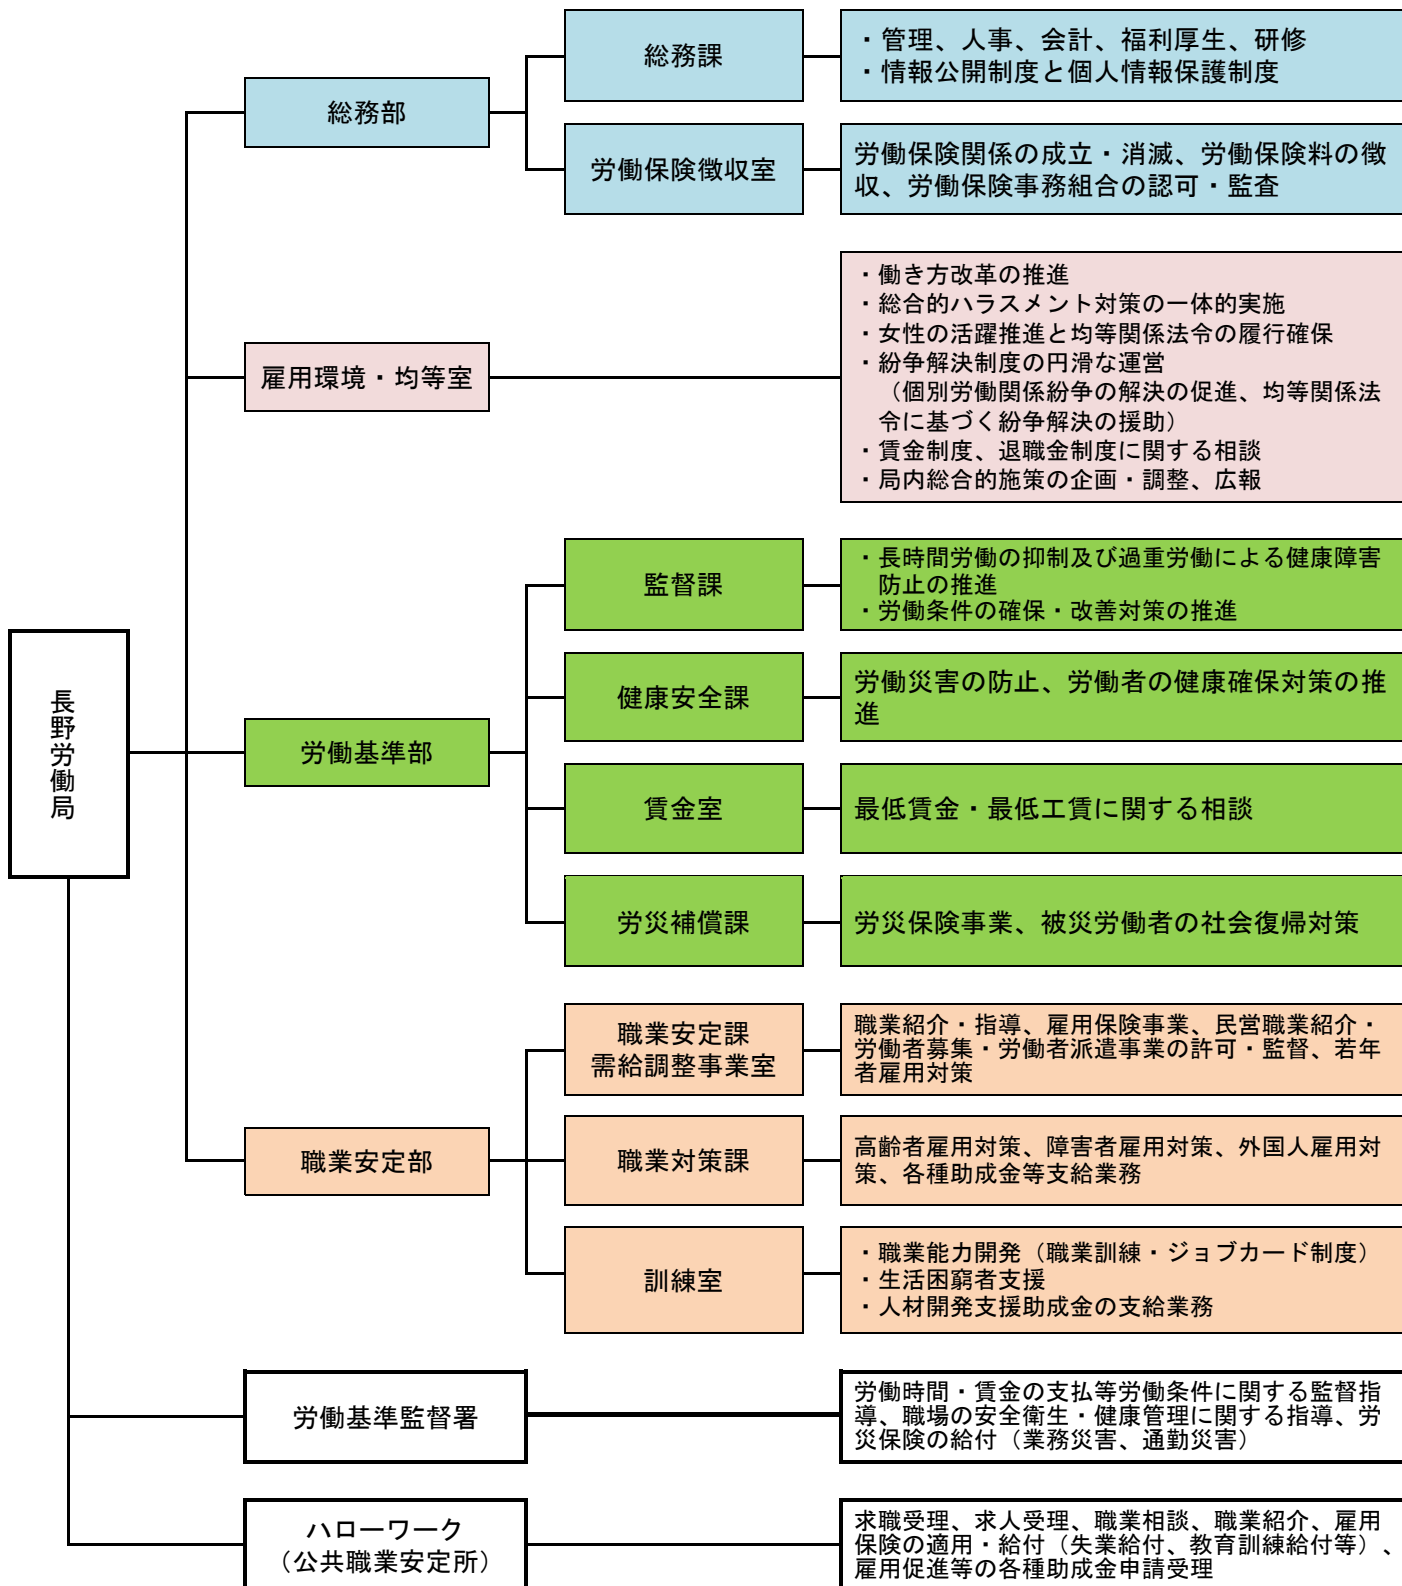 総務課
・管理、人事、会計、福利厚生、研修
・情報公開制度と個人情報保護制度
総務部
労働保険徴収室
労働保険関係の成立・消滅、労働保険料の徴
収、労働保険事務組合の認可・監査
雇用環境・均等室
・働き方改革の推進
・総合的ハラスメント対策の一体的実施
・女性の活躍推進と均等関係法令の履行確保
・紛争解決制度の円滑な運営
（個別労働関係紛争の解決の促進、均等関係法
令に基づく紛争解決の援助）
・賃金制度、退職金制度に関する相談
・局内総合的施策の企画・調整、広報
監督課
・長時間労働の抑制及び過重労働による健康障害
防止の推進
・労働条件の確保・改善対策の推進
健康安全課
労働災害の防止、労働者の健康確保対策の推
進
長野労働局
労働基準部
賃金室
最低賃金・最低工賃に関する相談
労災補償課
労災保険事業、被災労働者の社会復帰対策
職業安定課
需給調整事業室
職業紹介・指導、雇用保険事業、民営職業紹介・
労働者募集・労働者派遣事業の許可・監督、若年
者雇用対策
職業安定部
職業対策課
高齢者雇用対策、障害者雇用対策、外国人雇用対
策、各種助成金等支給業務
訓練室
・職業能力開発（職業訓練・ジョブカード制度）
・生活困窮者支援
・人材開発支援助成金の支給業務
労働基準監督署
労働時間・賃金の支払等労働条件に関する監督指
導、職場の安全衛生・健康管理に関する指導、労
災保険の給付（業務災害、通勤災害）
ハローワーク
（公共職業安定所）
求職受理、求人受理、職業相談、職業紹介、雇用
保険の適用・給付（失業給付、教育訓練給付等）、
雇用促進等の各種助成金申請受理